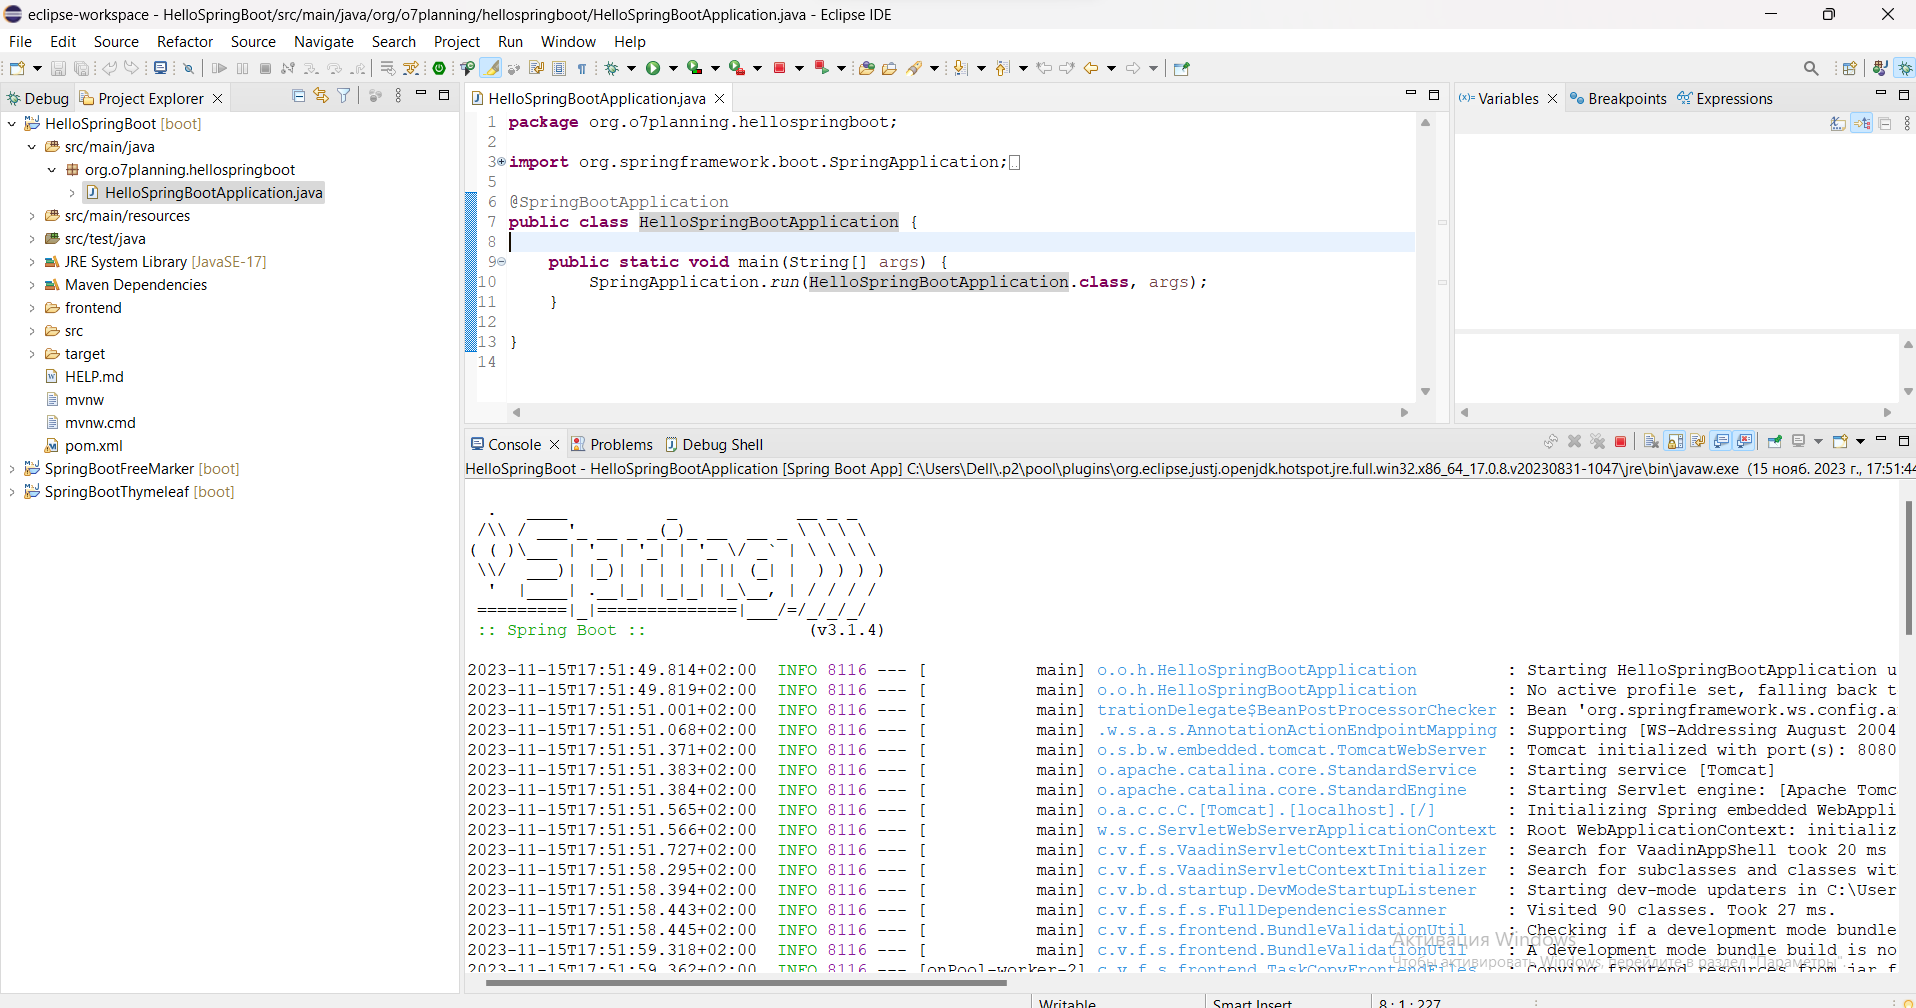 eclipse-workspace - HelloSpringBoot/src/main/java/org/o7planning/hellospringboot/HelloSpringBootApplication.java - Eclipse IDE
File Edit Source Refactor Source Navigate Search Project Run Window Help
Debug Project Explorer
HelloSpringBoot [boot]
src/main/java
org.o7planning.hellospringboot
HelloSpringBootApplication.java
src/main/resources
src/test/java
JRE System Library [JavaSE-17]
Maven Dependencies
frontend
src
target
HELP.md
mvnw
mvnw.cmd
pom.xml
SpringBootFreeMarker [boot]
SpringBootThymeleaf [boot]
HelloSpringBootApplication.java
1 package org.o7planning.hellospringboot;
2
3 import org.springframework.boot.SpringApplication;
5
6 @SpringBootApplication
7 public class HelloSpringBootApplication {
8
9 public static void main(String[] args) {
10 SpringApplication.run(HelloSpringBootApplication.class, args);
11 }
12
13 }
14
(x)= Variables Breakpoints Expressions
Console Problems Debug Shell
HelloSpringBoot - HelloSpringBootApplication [Spring Boot App] C:\Users\Dell\.p2\pool\plugins\org.eclipse.justj.openjdk.hotspot.jre.full.win32.x86_64_17.0.8.v20230831-1047\jre\bin\javaw.exe (15 нояб. 2023 г., 17:51:44
Spring
:: Spring Boot :: (v3.1.4)
2023-11-15T17:51:49.814+02:00 INFO 8116 --- [ main] o.o.h.HelloSpringBootApplication : Starting HelloSpringBootApplication u
2023-11-15T17:51:49.819+02:00 INFO 8116 --- [ main] o.o.h.HelloSpringBootApplication : No active profile set, falling back t
2023-11-15T17:51:51.001+02:00 INFO 8116 --- [ main] trationDelegate$BeanPostProcessorChecker : Bean 'org.springframework.ws.config.a
2023-11-15T17:51:51.068+02:00 INFO 8116 --- [ main] .w.s.a.s.AnnotationActionEndpointMapping : Supporting [WS-Addressing August 2004
2023-11-15T17:51:51.371+02:00 INFO 8116 --- [ main] o.s.b.w.embedded.tomcat.TomcatWebServer : Tomcat initialized with port(s): 8080
2023-11-15T17:51:51.383+02:00 INFO 8116 --- [ main] o.apache.catalina.core.StandardService : Starting service [Tomcat]
2023-11-15T17:51:51.384+02:00 INFO 8116 --- [ main] o.apache.catalina.core.StandardEngine : Starting Servlet engine: [Apache Tomc
2023-11-15T17:51:51.565+02:00 INFO 8116 --- [ main] o.a.c.c.C.[Tomcat].[localhost].[/] : Initializing Spring embedded WebAppli
2023-11-15T17:51:51.566+02:00 INFO 8116 --- [ main] w.s.c.ServletWebServerApplicationContext : Root WebApplicationContext: initializ
2023-11-15T17:51:51.727+02:00 INFO 8116 --- [ main] c.v.f.s.VaadinServletContextInitializer : Search for VaadinAppShell took 20 ms
2023-11-15T17:51:58.295+02:00 INFO 8116 --- [ main] c.v.f.s.VaadinServletContextInitializer : Search for subclasses and classes wit
2023-11-15T17:51:58.394+02:00 INFO 8116 --- [ main] c.v.b.d.startup.DevModeStartupListener : Starting dev-mode updaters in C:\User
2023-11-15T17:51:58.443+02:00 INFO 8116 --- [ main] c.v.f.s.f.s.FullDependenciesScanner : Visited 90 classes. Took 27 ms.
2023-11-15T17:51:58.445+02:00 INFO 8116 --- [ main] c.v.f.s.frontend.BundleValidationUtil : Checking if a development mode bundle
2023-11-15T17:51:59.318+02:00 INFO 8116 --- [ main] c.v.f.s.frontend.BundleValidationUtil : A development mode bundle build is no
2023-11-15T17:51:59.362+02:00 INFO 8116 --- [onPool-worker-2] c.v.f.s.frontend.TaskCopyFrontendFiles : Copying frontend resources from jar f
Активация Windows
Чтобы активировать Windows, перейдите в раздел "Параметры".
Writable Smart Insert 8 : 1 : 227